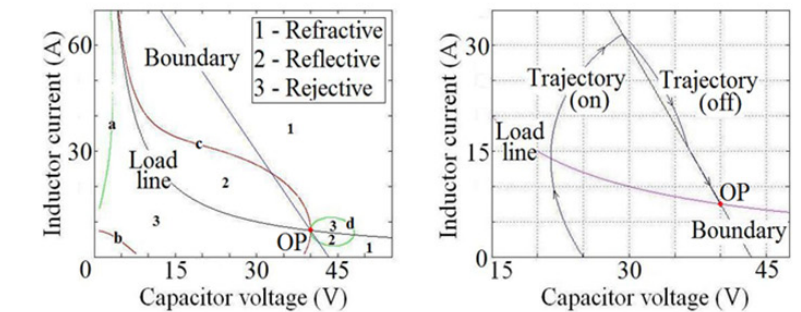 Inductor current (A)
60
30
0
15
30
45
Capacitor voltage (V)
Boundary
1 - Refractive
2 - Reflective
3 - Rejective
a
c
1
Load
line
2
3
b
OP
3
d
2
1
Inductor current (A)
30
15
0
15
30
45
Capacitor voltage (V)
Trajectory
(on)
Trajectory
(off)
Load
line
OP
Boundary